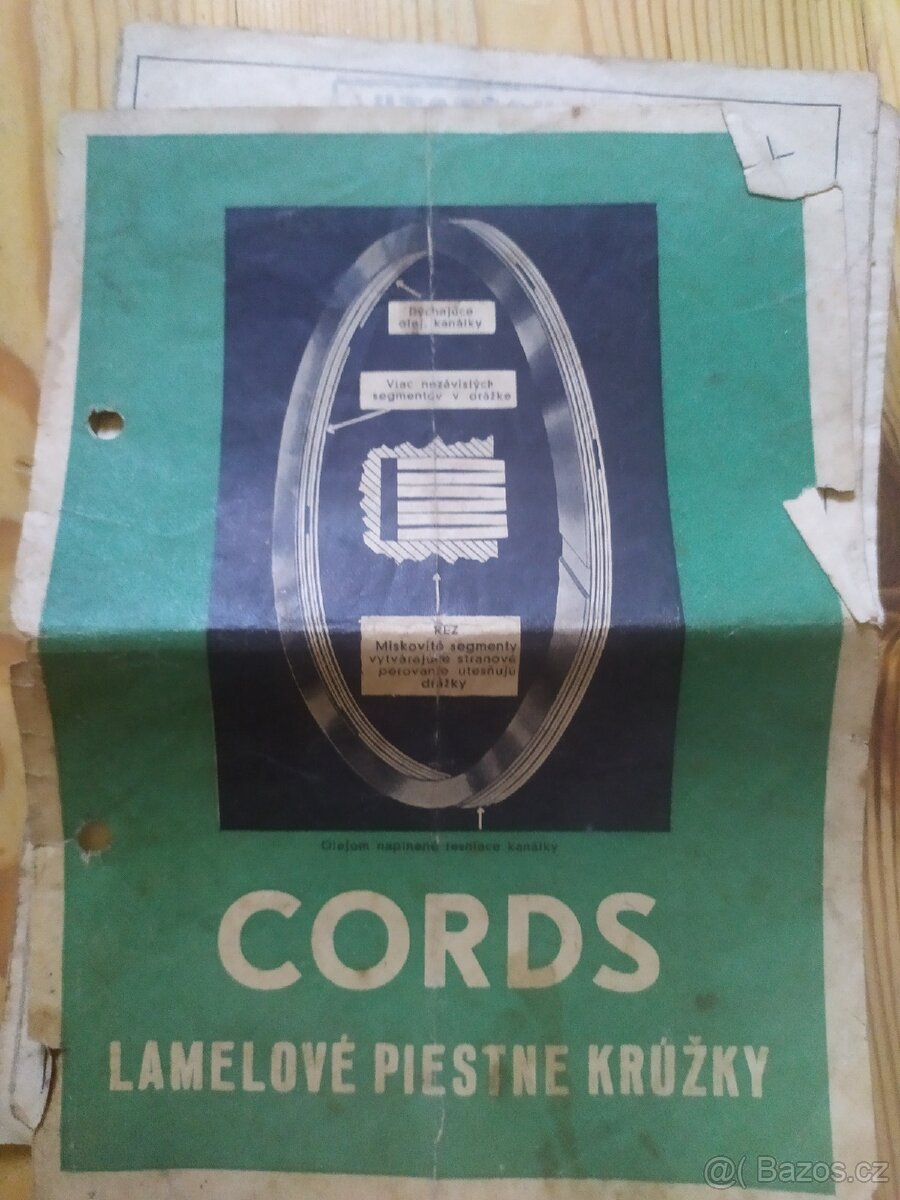 Dýchajúce
olej. kanálky
Viac nezávislých
segmentov v drážke
REZ
Miskovité segmenty
vytvárajúce stranové
perovanie utesňujú
drážky
Olejom naplnené tesniace kanálky
CORDS
LAMELOVÉ PIESTNE KRÚŽKY
@( Bazos.cz